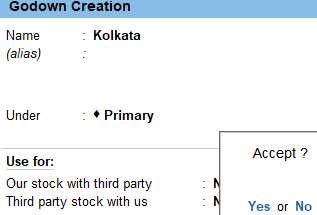 Godown Creation
Name : Kolkata
(alias) :
Under : ♦ Primary
Use for:
Our stock with third party :
Third party stock with us :
Accept ?
Yes or No